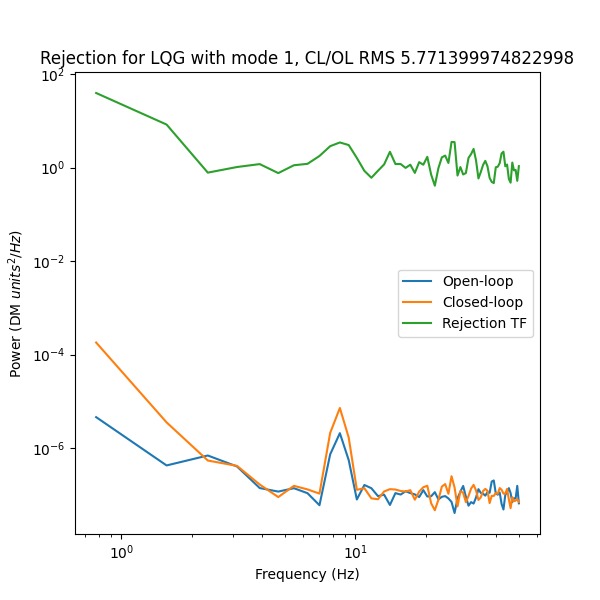 Rejection for LQG with mode 1, CL/OL RMS 5.771399974822998
10²
10⁰
10⁻²
10⁻⁴
10⁻⁶
Power (DM units²/Hz)
Open-loop
Closed-loop
Rejection TF
10⁰ 10¹
Frequency (Hz)